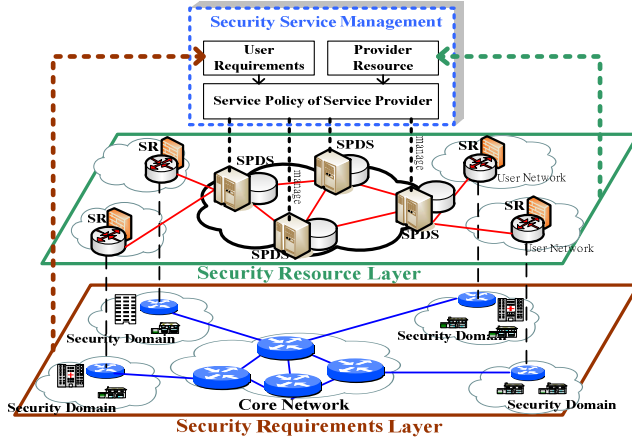 Security Service Management
User
Requirements
Provider
Resource
Service Policy of Service Provider
SR
SPDS
SPDS
manage
SR
manage
User Network
SR
SPDS
SPDS
SR
User Network
Security Resource Layer
Security Domain
Security Domain
Security Domain
Core Network
Security Domain
Security Requirements Layer